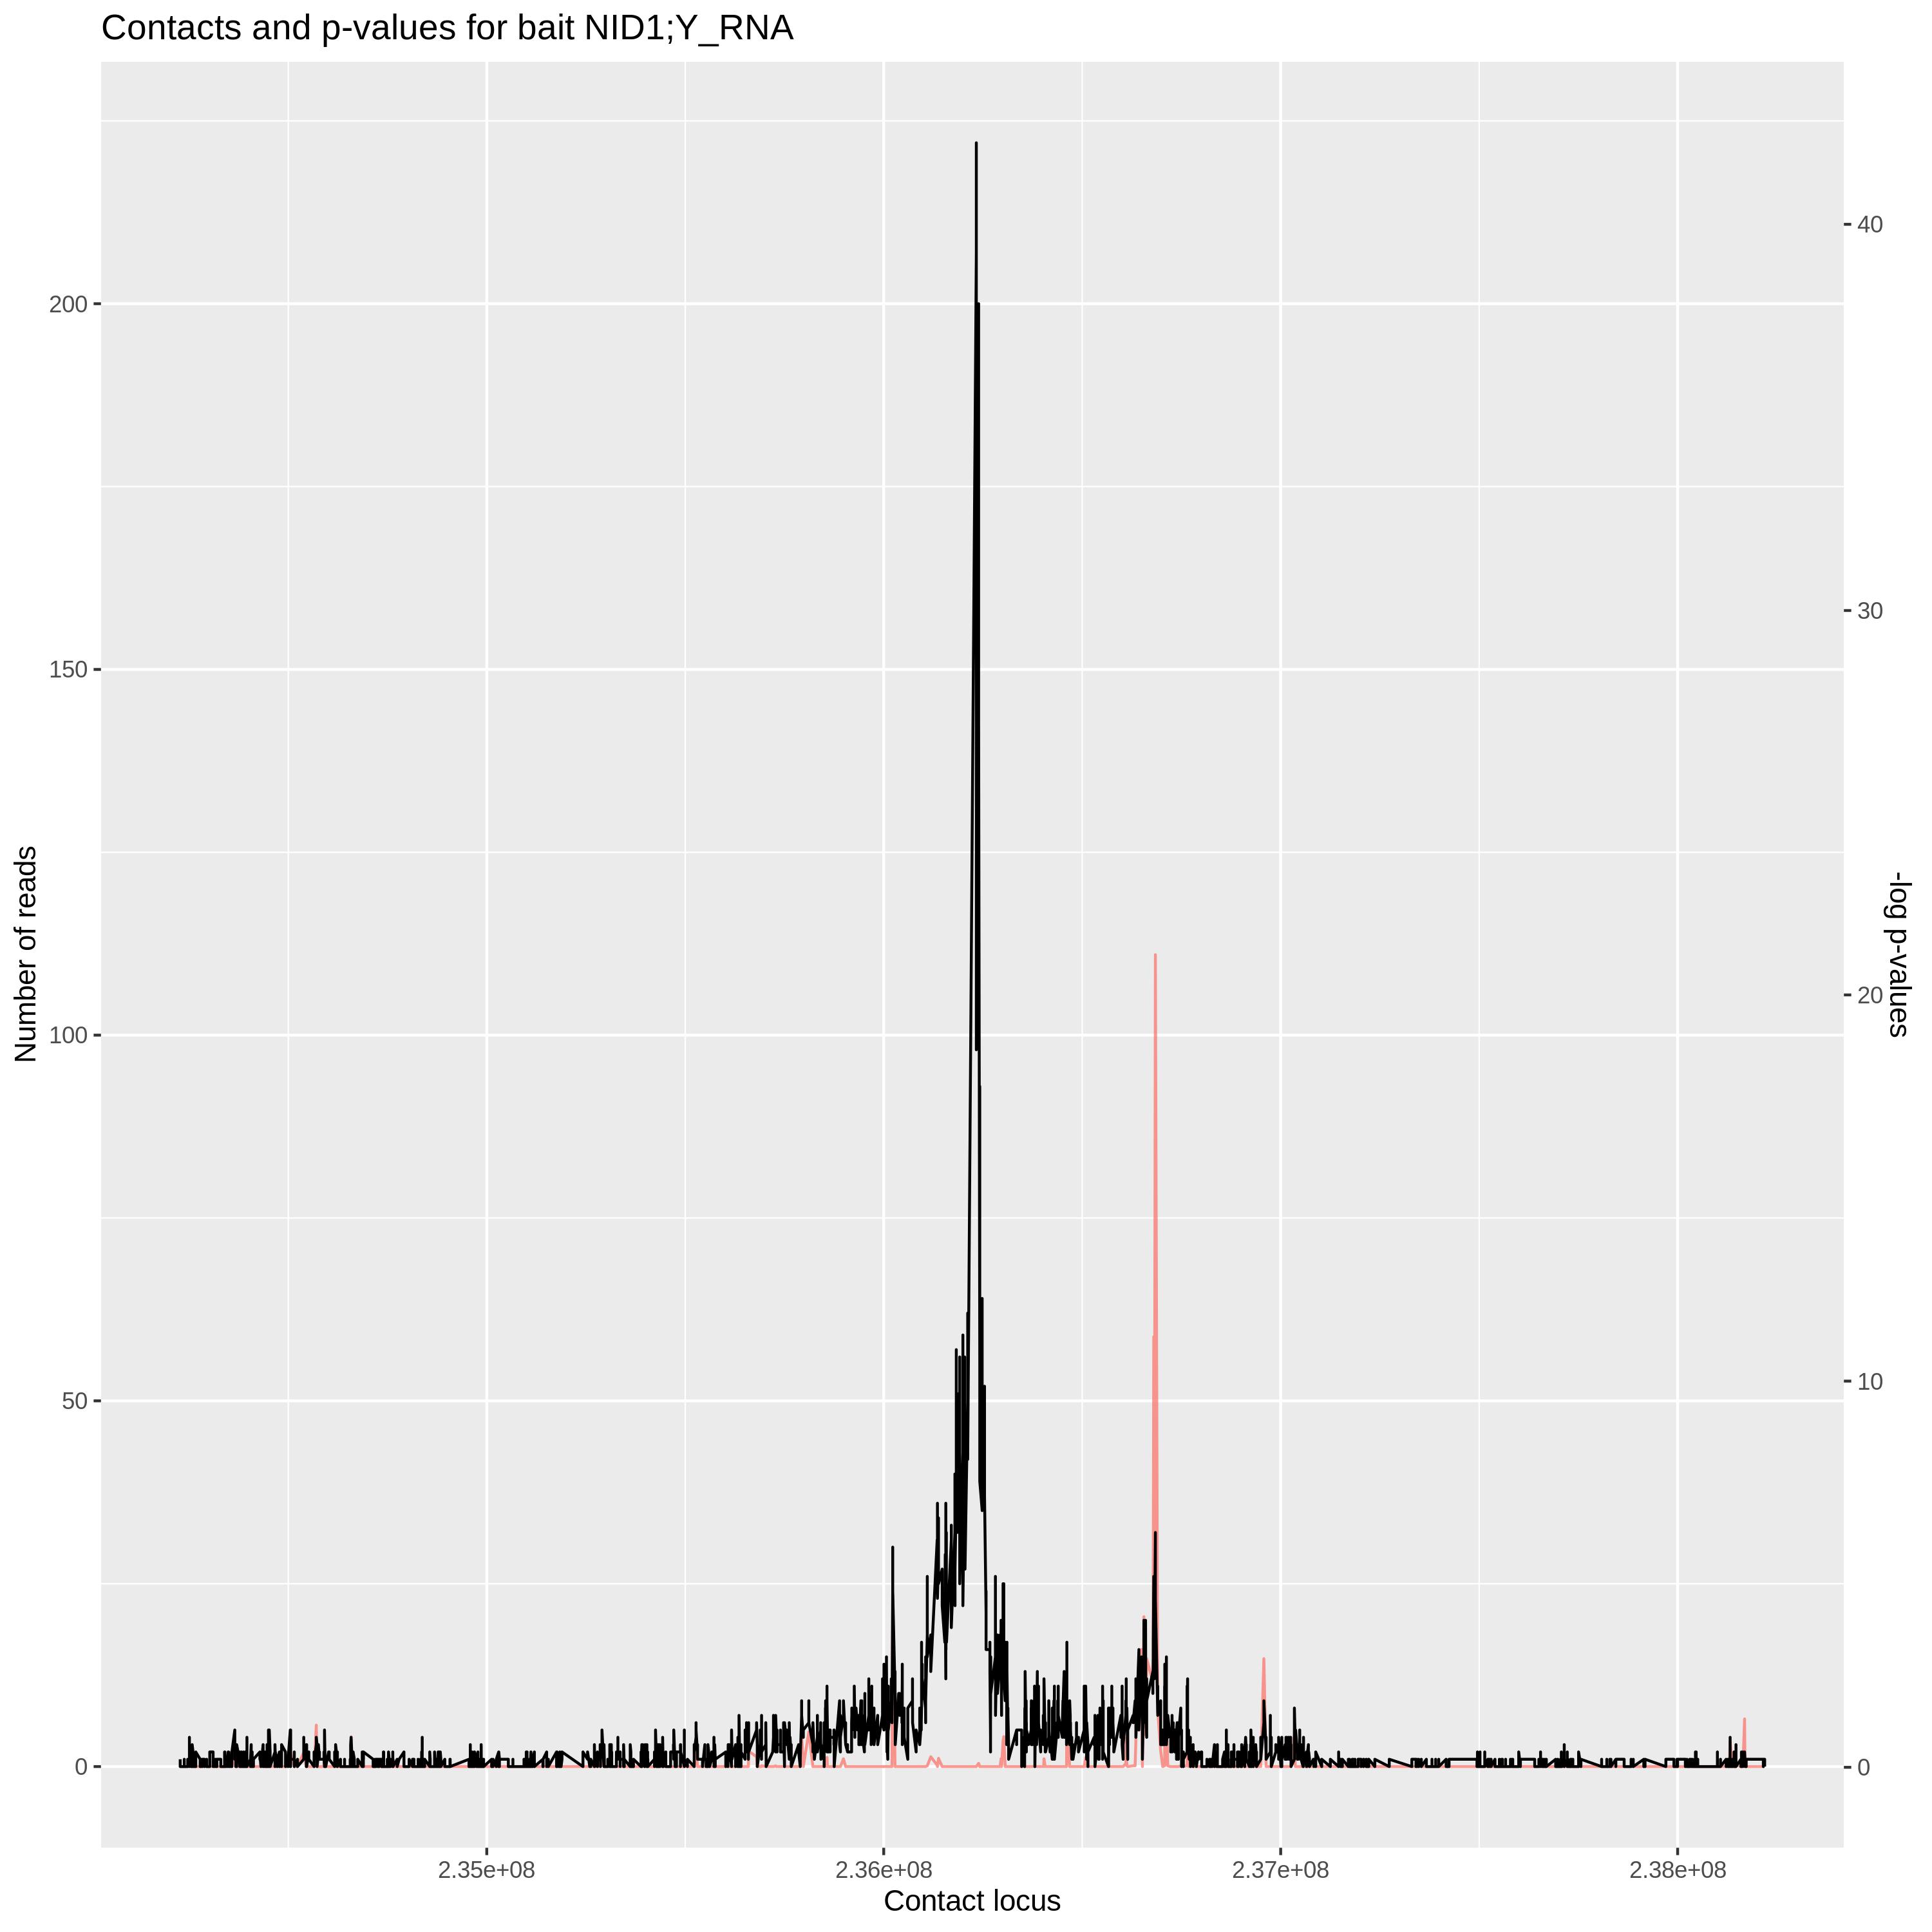 Contacts and p-values for bait NID1;Y_RNA
200
150
100
50
0
Number of reads
40
30
20
10
0
-log p-values
2.35e+08
2.36e+08
2.37e+08
2.38e+08
Contact locus